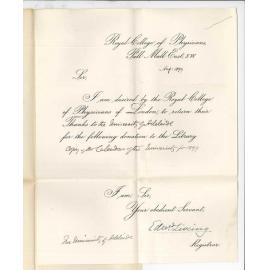 Royal College of Physicians,
Pall Mall East, S.W.
Augt 1899
Sir,
I am desired by the Royal College
of Physicians of London, to return their
Thanks to the University of Adelaide
for the following donation to the Library
Copy of the Calendar of the University for 1899
I am Sir,
Your obedient Servant,
Registrar.
The University of Adelaide